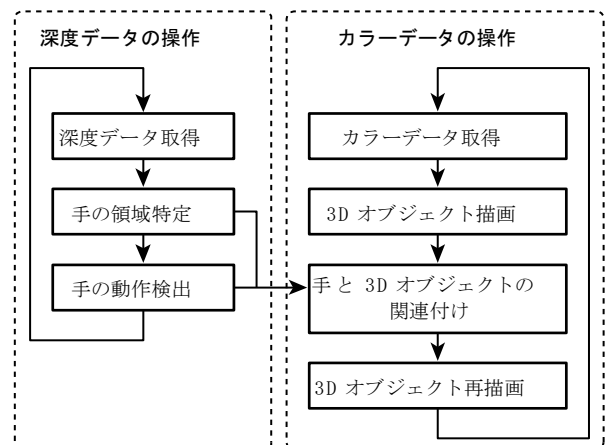 深度データの操作
深度データ取得
手の領域特定
手の動作検出
カラーデータの操作
カラーデータ取得
3D オブジェクト描画
手と 3D オブジェクトの
関連付け
3D オブジェクト再描画